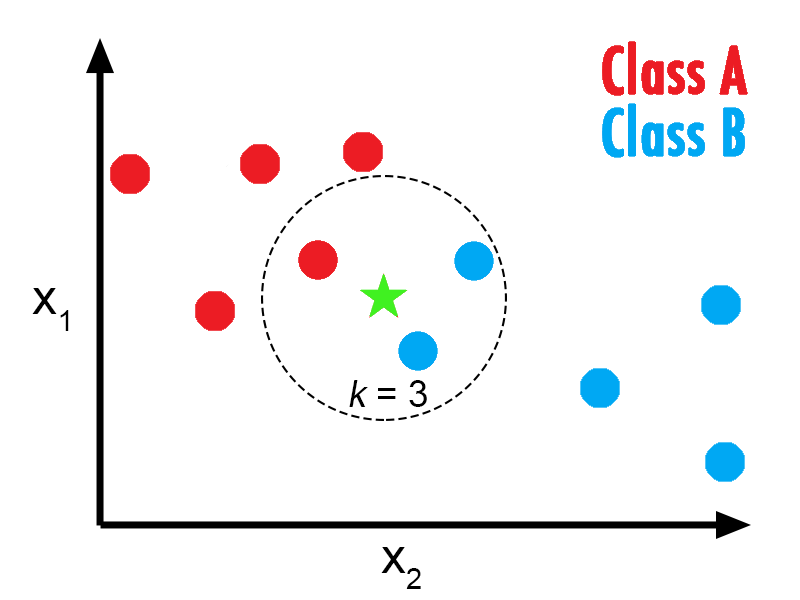 Class A
Class B
x₁
k = 3
x₂